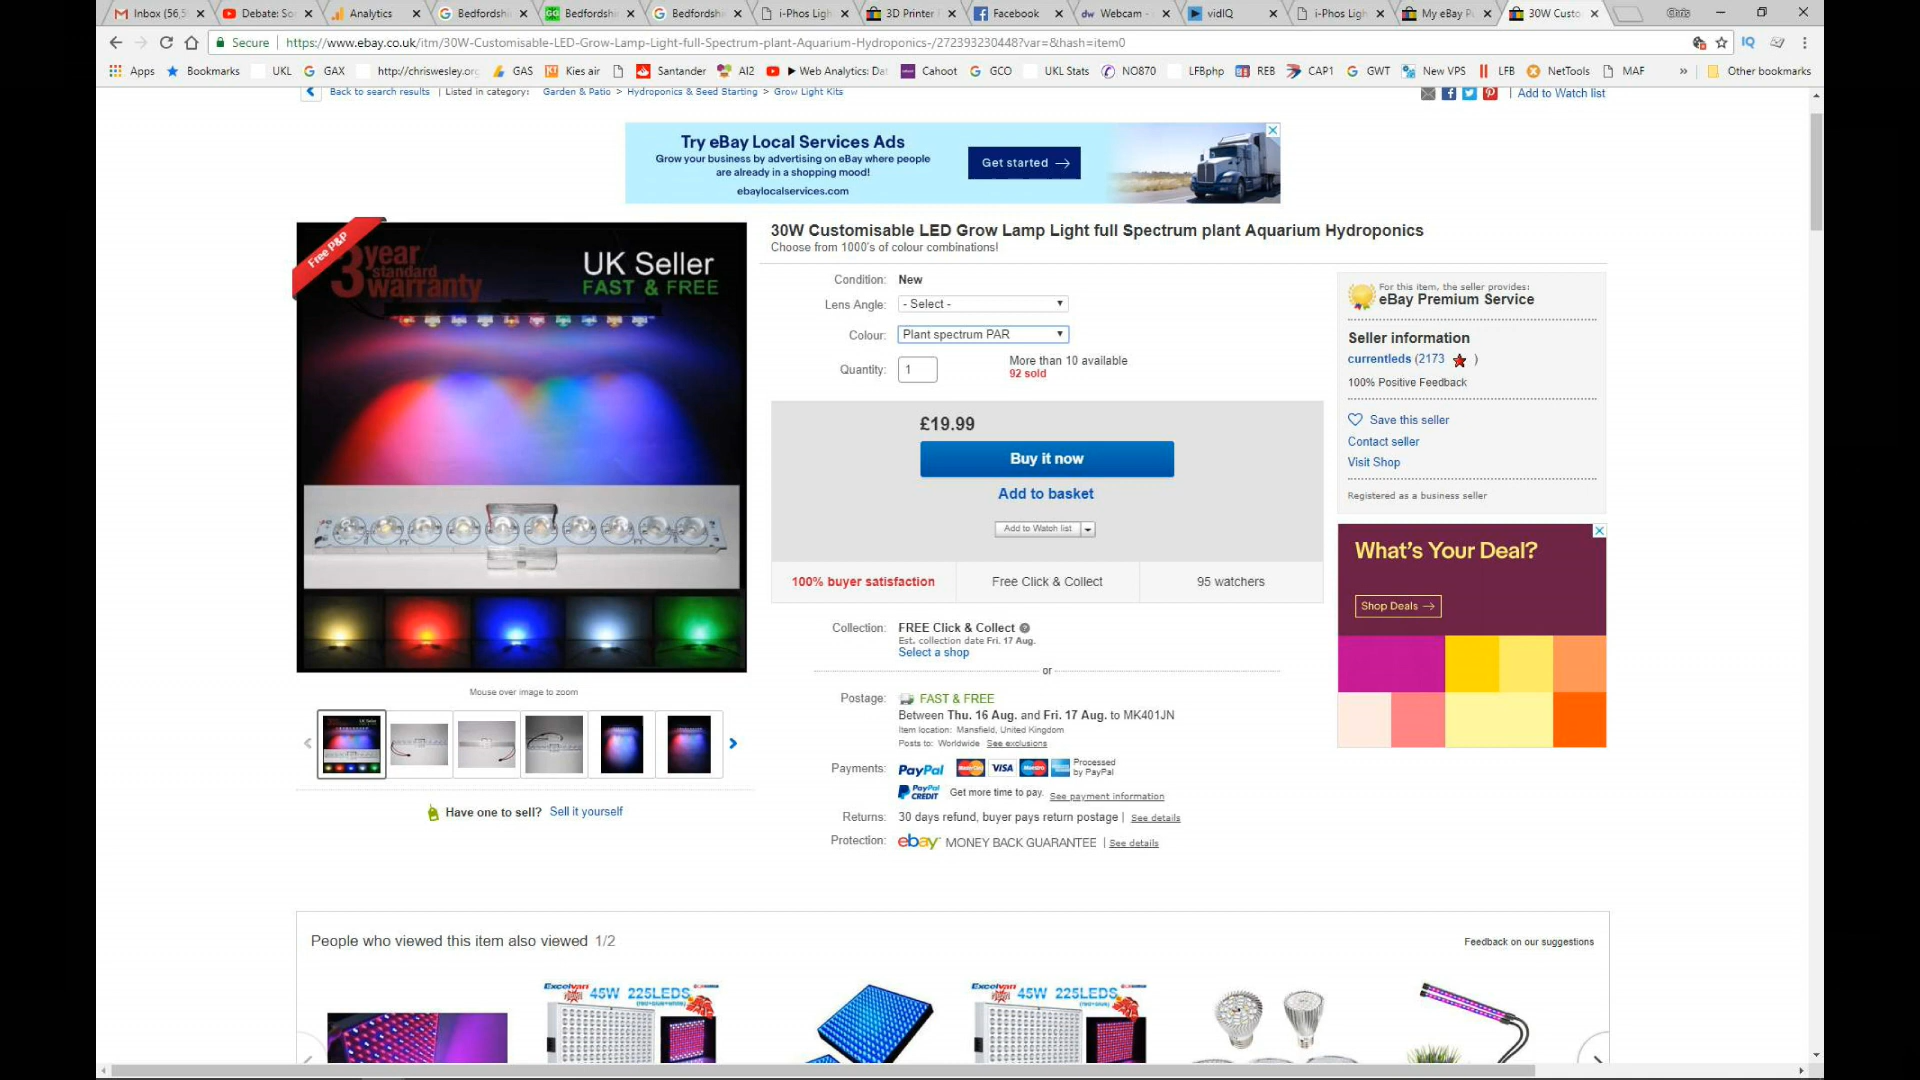 Inbox (56,5
Debate: So
Analytics
Bedfordshi
Bedfordshi
Bedfordshi
i-Phos Ligh
3D Printer
Facebook
Webcam -
vidIQ
i-Phos Ligh
My eBay P
30W Custo
Chris
Secure
https://www.ebay.co.uk/itm/30W-Customisable-LED-Grow-Lamp-Light-full-Spectrum-plant-Aquarium-Hydroponics-/272393230448?var=&hash=item0
Apps
Bookmarks
UKL
GAX
http://chriswesley.org
GAS
Kies air
Santander
AI2
► Web Analytics: Dat
Cahoot
GCO
UKL Stats
NO870
LFBphp
REB
CAP1
GWT
New VPS
LFB
NetTools
MAF
»
Other bookmarks
Back to search results | Listed in category: Garden & Patio > Hydroponics & Seed Starting > Grow Light Kits
| Add to Watch list
Try eBay Local Services Ads
Grow your business by advertising on eBay where people
are already in a shopping mood!
ebaylocalservices.com
Get started →
Free P&P
3 year
standard
warranty
UK Seller
FAST & FREE
Mouse over image to zoom
Have one to sell? Sell it yourself
30W Customisable LED Grow Lamp Light full Spectrum plant Aquarium Hydroponics
Choose from 1000's of colour combinations!
Condition: New
Lens Angle: - Select -
Colour: Plant spectrum PAR
Quantity: 1
More than 10 available
92 sold
£19.99
Buy it now
Add to basket
Add to Watch list
100% buyer satisfaction
Free Click & Collect
95 watchers
Collection: FREE Click & Collect
Est. collection date Fri. 17 Aug.
Select a shop
or
Postage: FAST & FREE
Between Thu. 16 Aug. and Fri. 17 Aug. to MK401JN
Item location: Mansfield, United Kingdom
Posts to: Worldwide See exclusions
Payments: PayPal MasterCard VISA Maestro Processed
by PayPal
PayPal CREDIT Get more time to pay. See payment information
Returns: 30 days refund, buyer pays return postage | See details
Protection: ebay MONEY BACK GUARANTEE | See details
For this item, the seller provides:
eBay Premium Service
Seller information
currentleds (2173 )
100% Positive Feedback
Save this seller
Contact seller
Visit Shop
Registered as a business seller
What's Your Deal?
Shop Deals →
People who viewed this item also viewed 1/2
Feedback on our suggestions
Excelvan
45W 225LEDS
Excelvan
45W 225LEDS